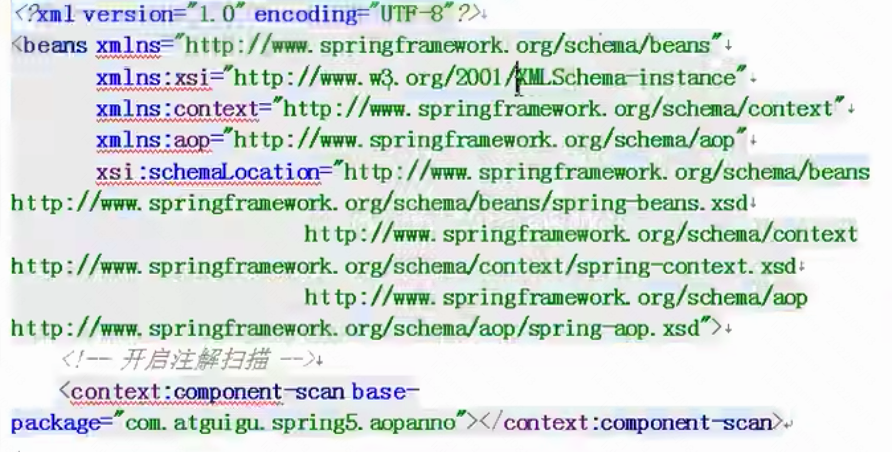 <?xml version="1.0" encoding="UTF-8"?>
<beans xmlns="http://www.springframework.org/schema/beans"
xmlns:xsi="http://www.w3.org/2001/XMLSchema-instance"
xmlns:context="http://www.springframework.org/schema/context"
xmlns:aop="http://www.springframework.org/schema/aop"
xsi:schemaLocation="http://www.springframework.org/schema/beans
http://www.springframework.org/schema/beans/spring-beans.xsd
http://www.springframework.org/schema/context
http://www.springframework.org/schema/context/spring-context.xsd
http://www.springframework.org/schema/aop
http://www.springframework.org/schema/aop/spring-aop.xsd">
<!-- 开启注解扫描 -->
<context:component-scan base-
package="com.atguigu.spring5.aopanno"></context:component-scan>